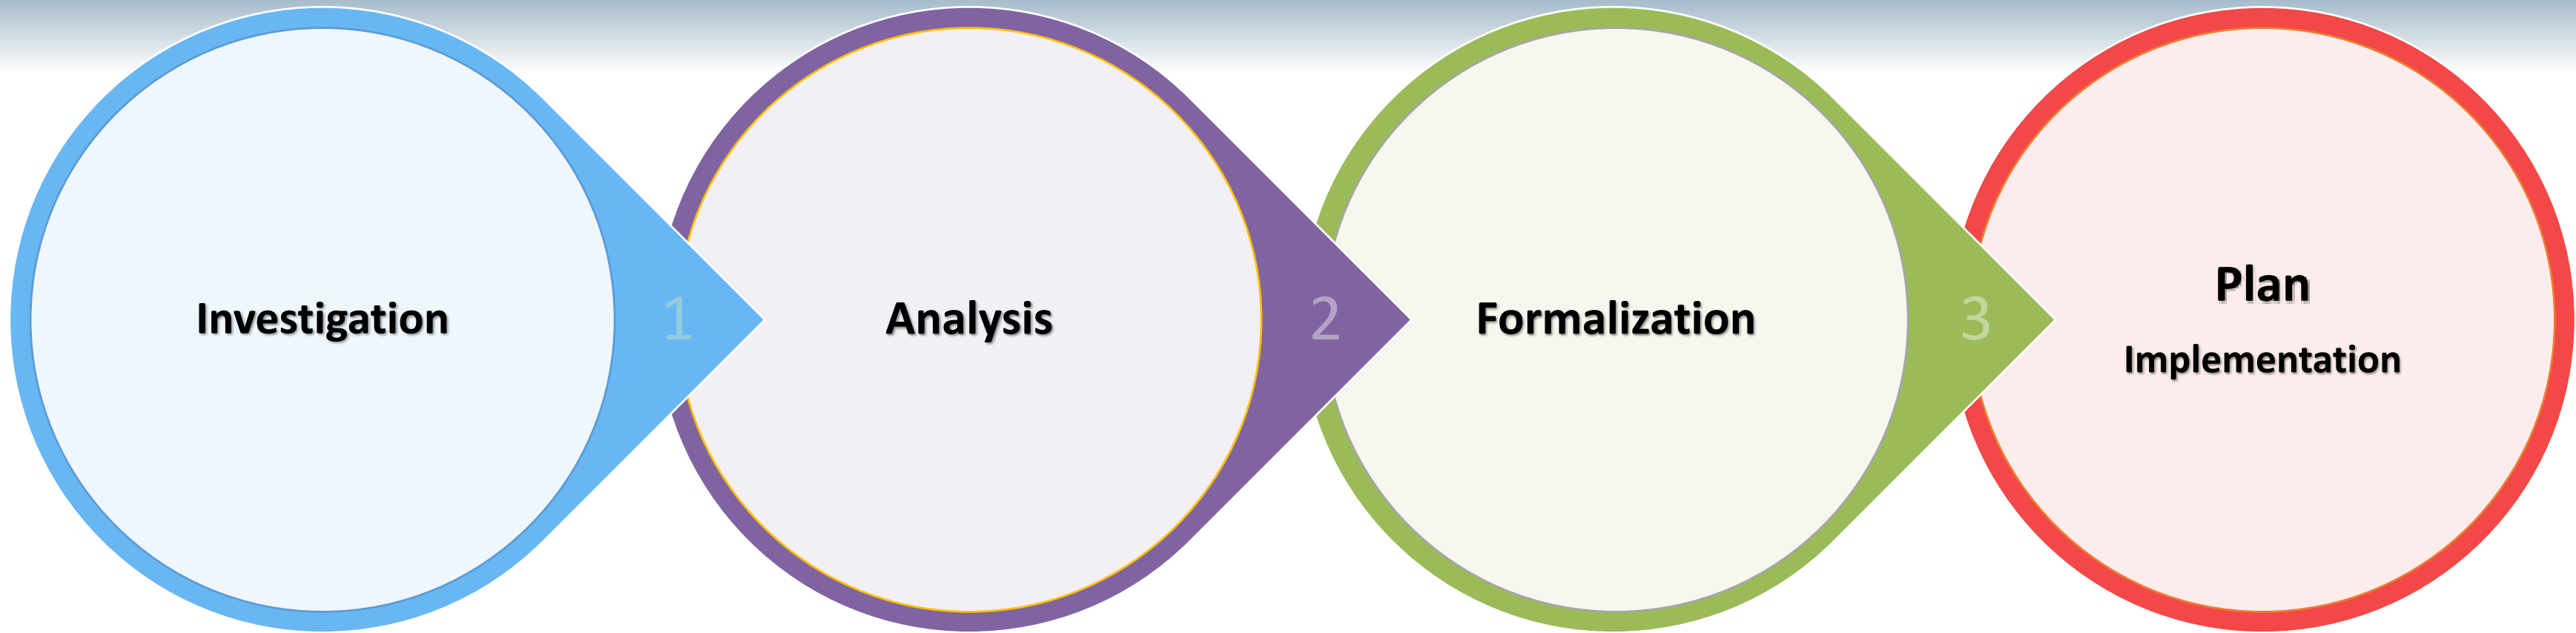 Investigation
1
Analysis
2
Formalization
3
Plan
Implementation